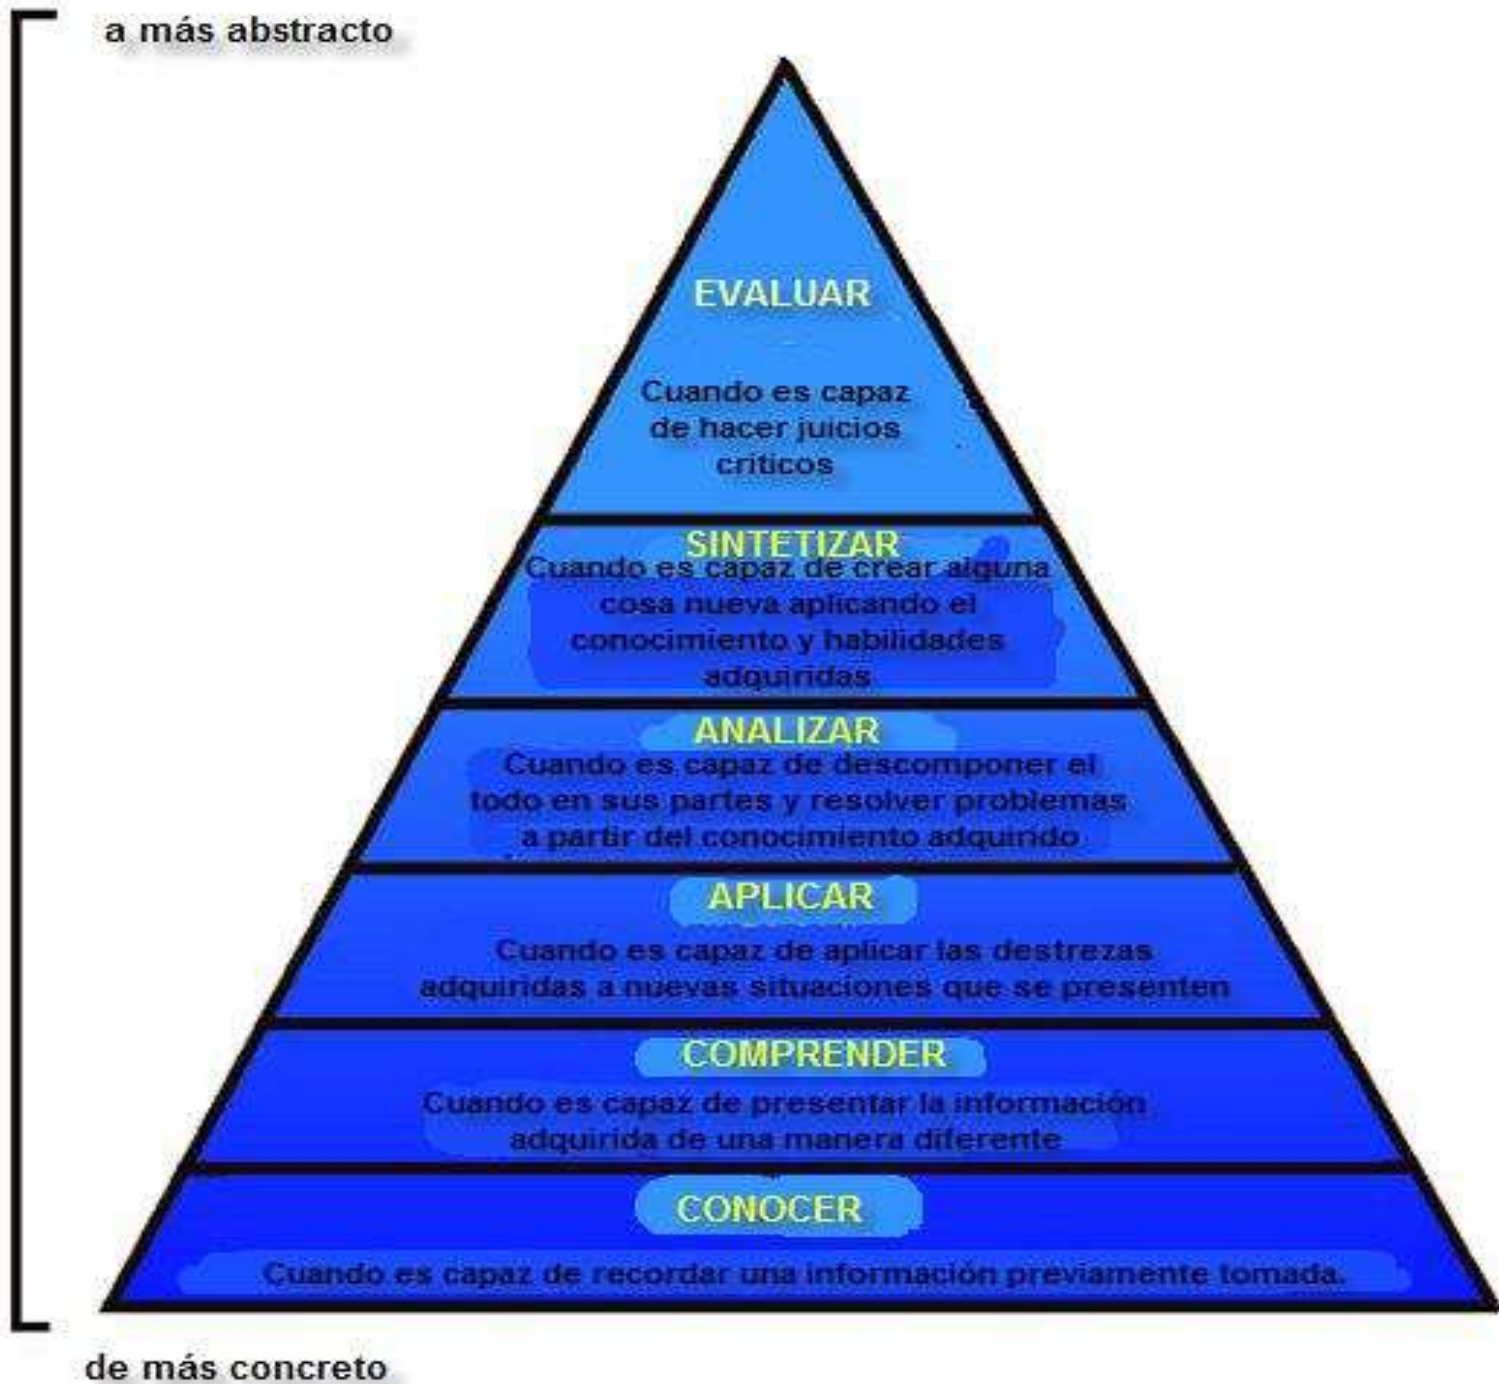 a más abstracto
EVALUAR
Cuando es capaz
de hacer juicios
críticos
SINTETIZAR
Cuando es capaz de crear alguna
cosa nueva aplicando el
conocimiento y habilidades
adquiridas
ANALIZAR
Cuando es capaz de descomponer el
todo en sus partes y resolver problemas
a partir del conocimiento adquirido
APLICAR
Cuando es capaz de aplicar las destrezas
adquiridas a nuevas situaciones que se presenten
COMPRENDER
Cuando es capaz de presentar la información
adquirida de una manera diferente
CONOCER
Cuando es capaz de recordar una información previamente tomada.
de más concreto